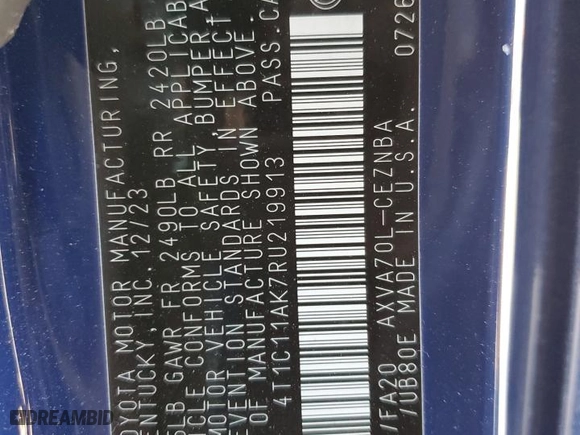 OYOTA MOTOR MANUFACTURING,
ENTUCKY, INC. 12/23
LB GAWR FR 2490LB RR 2420LB
CLE CONFORMS TO ALL APPLICAB
MOTOR VEHICLE SAFETY, BUMPER, A
EVENTION STANDARDS IN EFFECT
OF MANUFACTURE SHOWN ABOVE.
4T1C11AK7RU219913 PASS.CA
/FA20 AXVA70L-CEZNBA 0726
/UB80E MADE IN U.S.A.
DREAMBID